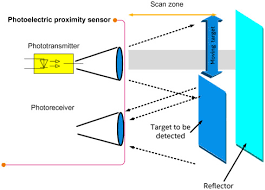 Scan zone
Photoelectric proximity sensor
Phototransmitter
Moving target
Photoreceiver
Target to be
detected
Reflector